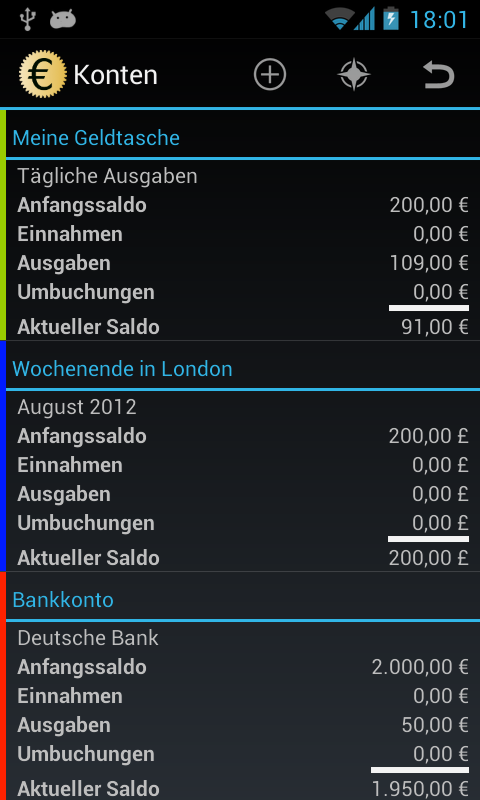 18:01
€ Konten
Meine Geldtasche
Tägliche Ausgaben
Anfangssaldo 200,00 €
Einnahmen 0,00 €
Ausgaben 109,00 €
Umbuchungen 0,00 €
Aktueller Saldo 91,00 €
Wochenende in London
August 2012
Anfangssaldo 200,00 £
Einnahmen 0,00 £
Ausgaben 0,00 £
Umbuchungen 0,00 £
Aktueller Saldo 200,00 £
Bankkonto
Deutsche Bank
Anfangssaldo 2.000,00 €
Einnahmen 0,00 €
Ausgaben 50,00 €
Umbuchungen 0,00 €
Aktueller Saldo 1.950,00 €